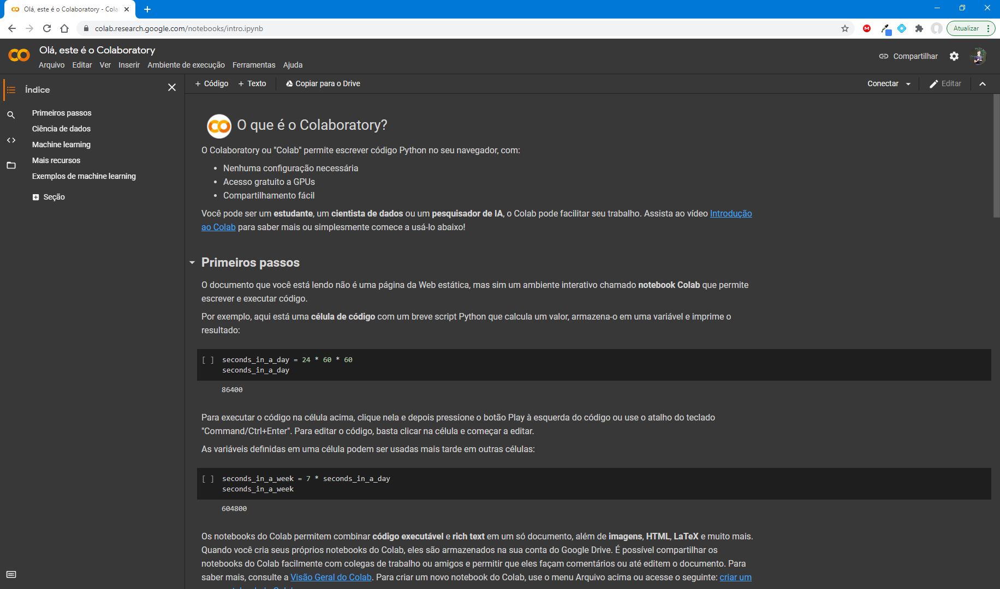 Olá, este é o Colaboratory - Cola
colab.research.google.com/notebooks/intro.ipynb
Atualizar
Olá, este é o Colaboratory
Arquivo Editar Ver Inserir Ambiente de execução Ferramentas Ajuda
Compartilhar
Índice
Primeiros passos
Ciência de dados
Machine learning
Mais recursos
Exemplos de machine learning
Seção
+ Código + Texto Copiar para o Drive
Conectar Editar
O que é o Colaboratory?
O Colaboratory ou "Colab" permite escrever código Python no seu navegador, com:
• Nenhuma configuração necessária
• Acesso gratuito a GPUs
• Compartilhamento fácil
Você pode ser um estudante, um cientista de dados ou um pesquisador de IA, o Colab pode facilitar seu trabalho. Assista ao vídeo Introdução
ao Colab para saber mais ou simplesmente comece a usá-lo abaixo!
Primeiros passos
O documento que você está lendo não é uma página da Web estática, mas sim um ambiente interativo chamado notebook Colab que permite
escrever e executar código.
Por exemplo, aqui está uma célula de código com um breve script Python que calcula um valor, armazena-o em uma variável e imprime o
resultado:
[ ] seconds_in_a_day = 24 * 60 * 60
seconds_in_a_day
86400
Para executar o código na célula acima, clique nela e depois pressione o botão Play à esquerda do código ou use o atalho do teclado
"Command/Ctrl+Enter". Para editar o código, basta clicar na célula e começar a editar.
As variáveis definidas em uma célula podem ser usadas mais tarde em outras células:
[ ] seconds_in_a_week = 7 * seconds_in_a_day
seconds_in_a_week
604800
Os notebooks do Colab permitem combinar código executável e rich text em um só documento, além de imagens, HTML, LaTeX e muito mais.
Quando você cria seus próprios notebooks do Colab, eles são armazenados na sua conta do Google Drive. É possível compartilhar os
notebooks do Colab facilmente com colegas de trabalho ou amigos e permitir que eles façam comentários ou até editem o documento. Para
saber mais, consulte a Visão Geral do Colab. Para criar um novo notebook do Colab, use o menu Arquivo acima ou acesse o seguinte: criar um